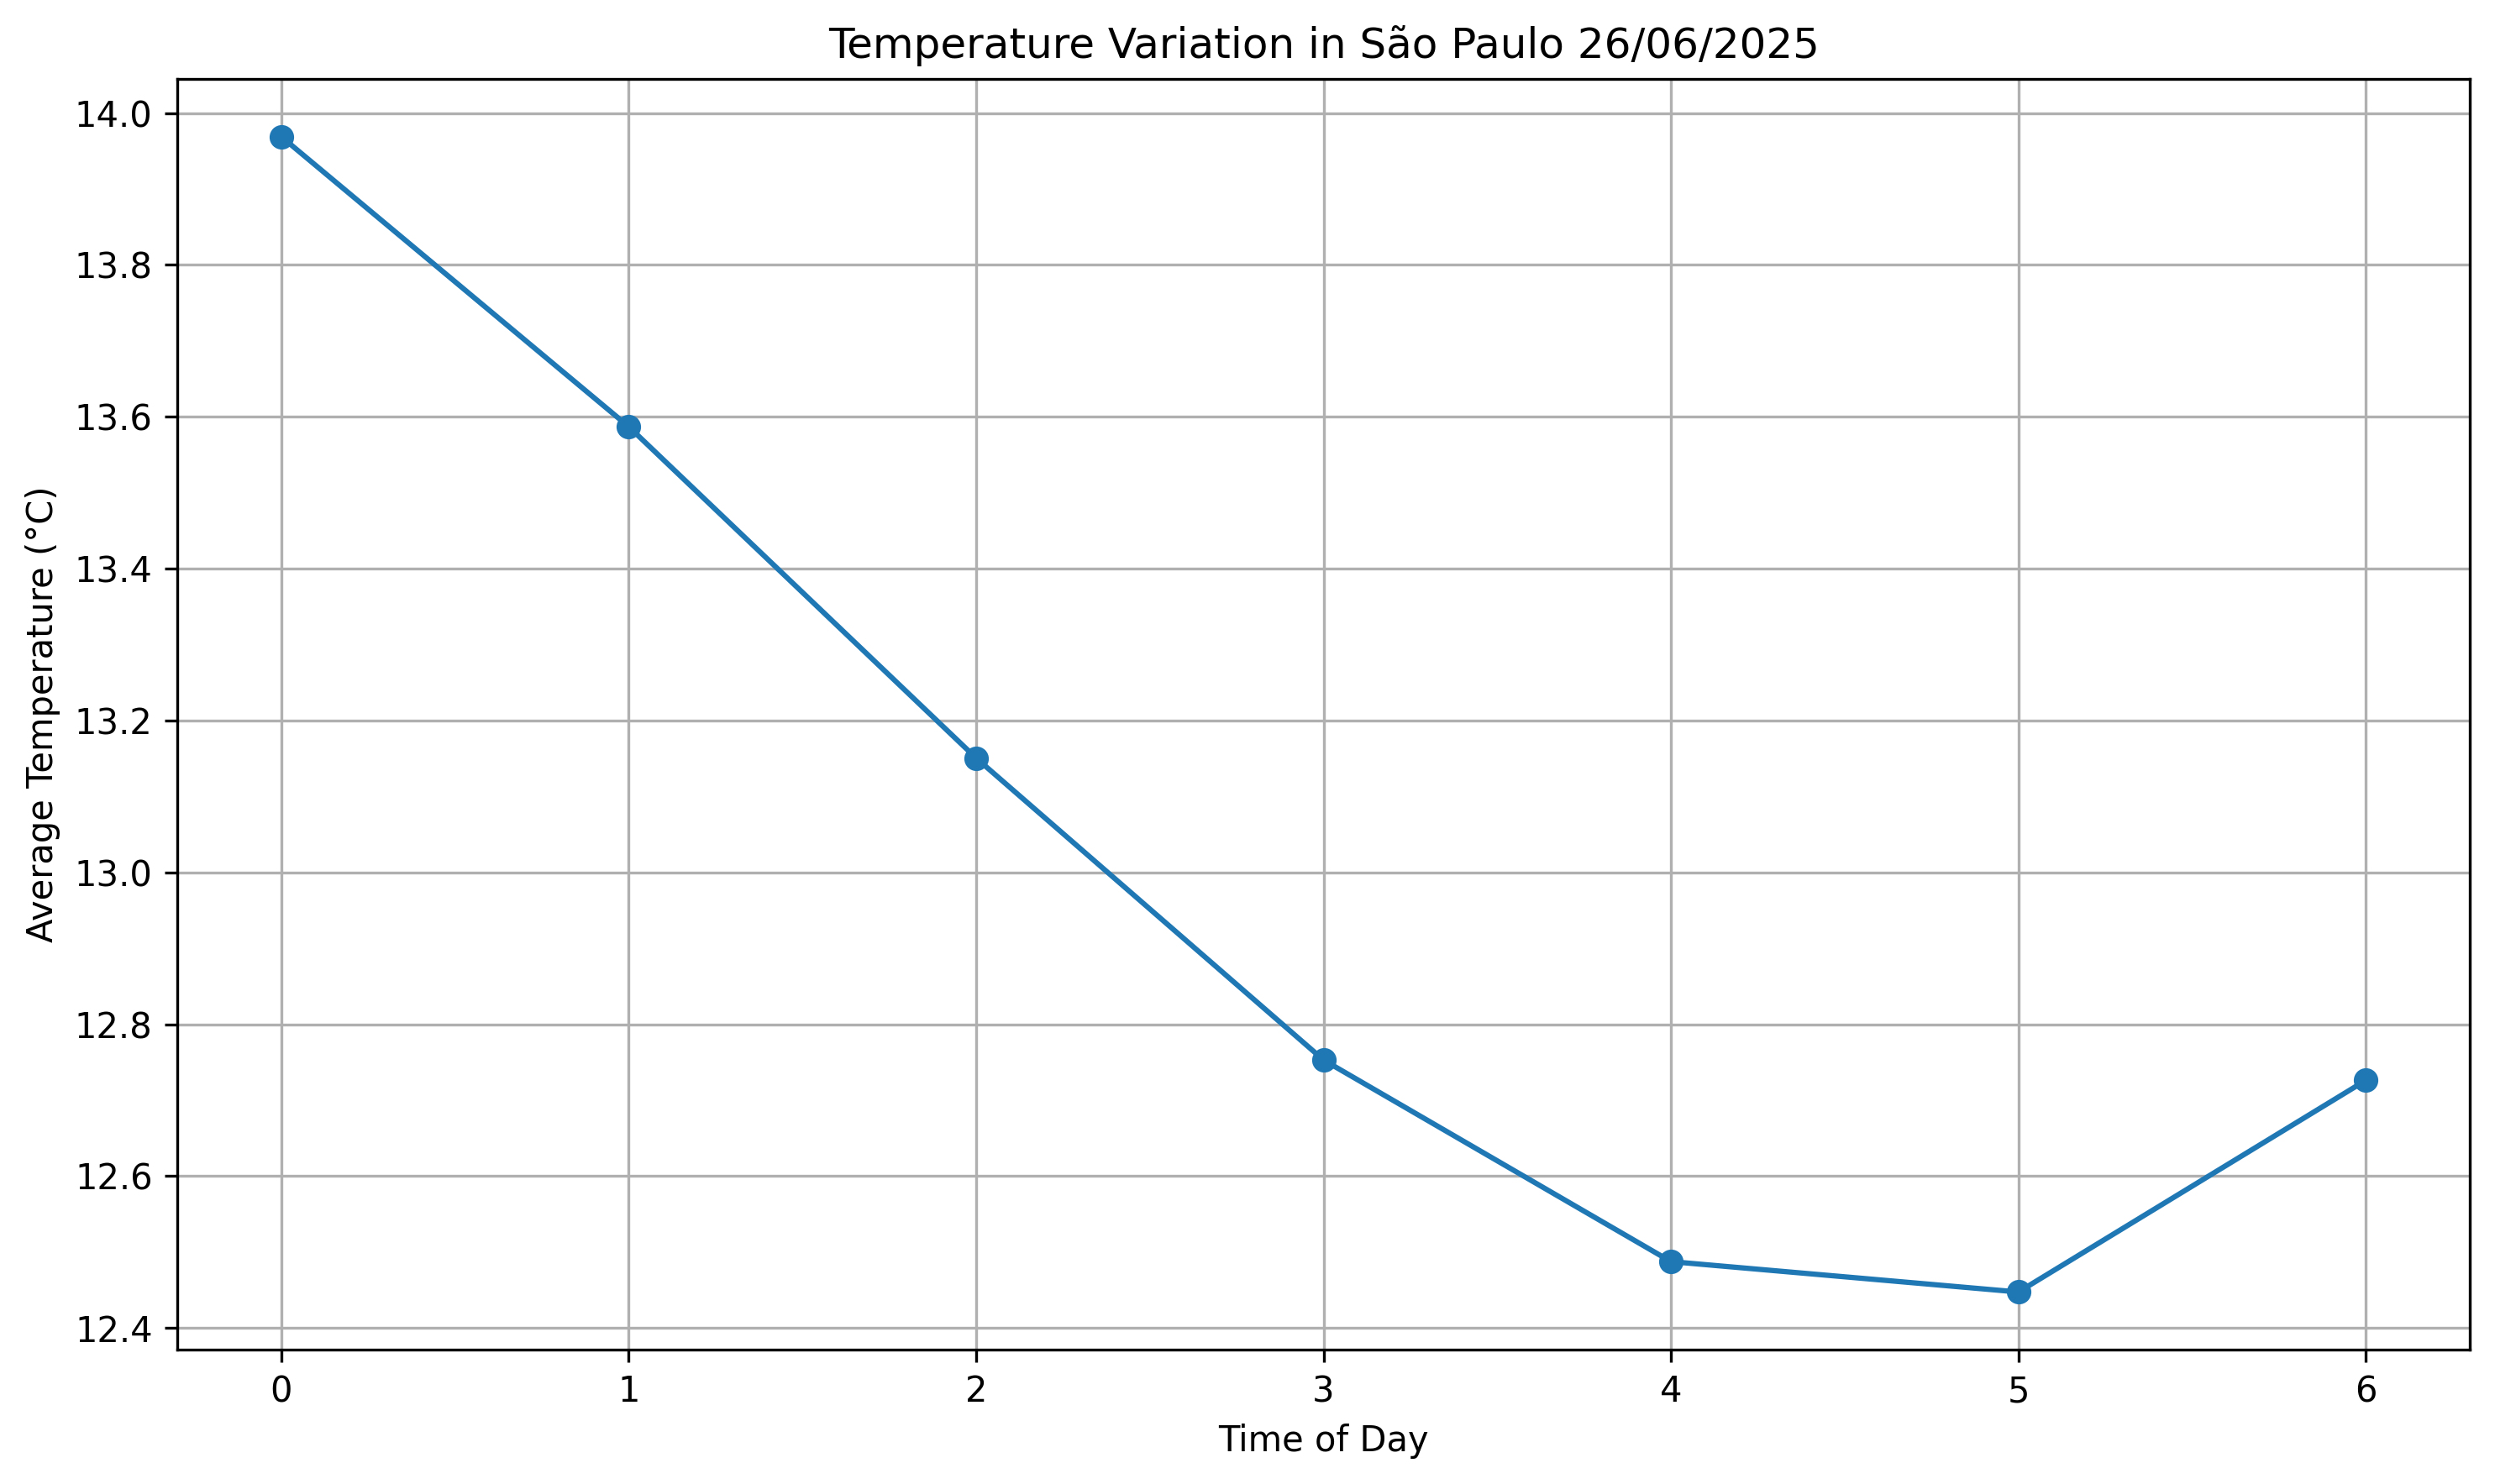 Temperature Variation in São Paulo 26/06/2025
14.0
13.8
13.6
13.4
13.2
13.0
12.8
12.6
12.4
Average Temperature (°C)
0 1 2 3 4 5 6
Time of Day